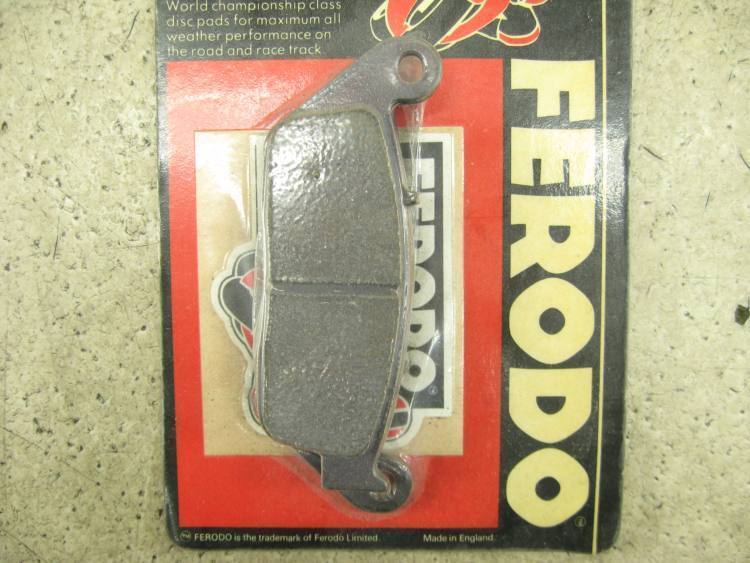 World championship class
disc pads for maximum all
weather performance on
the road and race track.
FERODO
FERODO
TM FERODO is the trademark of Ferodo Limited.
Made in England